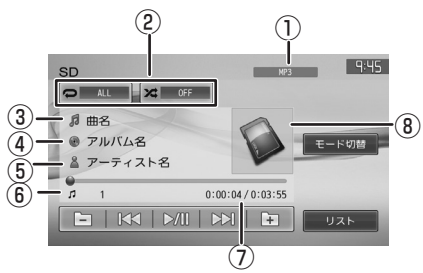 ② ①
SD MP3 9:45
ALL OFF
③ 曲名
④ アルバム名 ⑧
⑤ アーティスト名 モード切替
⑥ 1 0:00:04/0:03:55
リスト
⑦